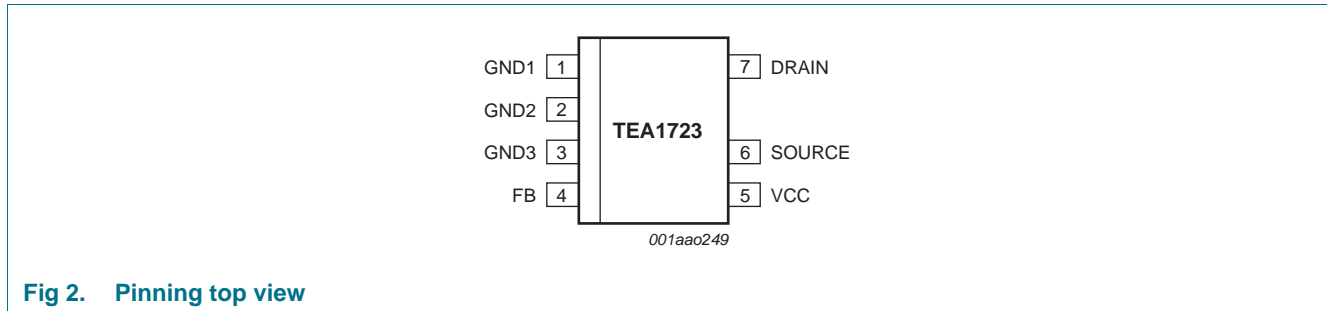 GND1 1 7 DRAIN
GND2 2
TEA1723
GND3 3 6 SOURCE
FB 4 5 VCC
001aao249
Fig 2. Pinning top view